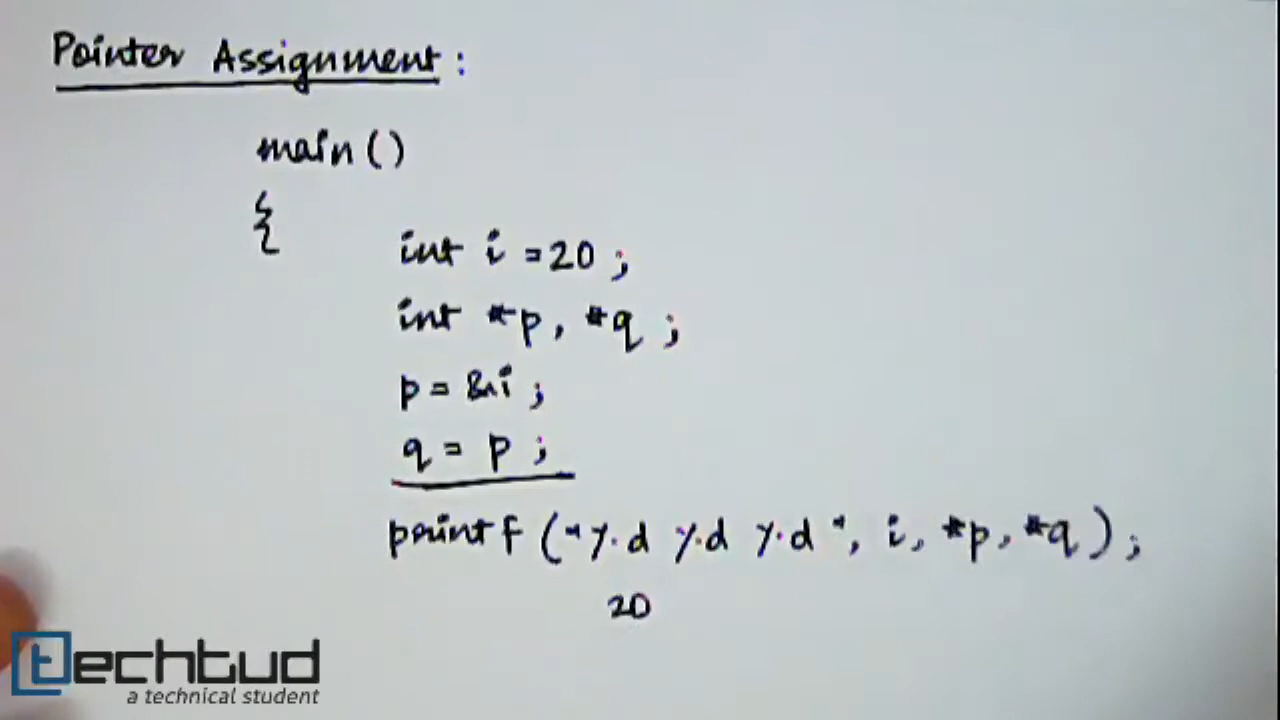 Pointer Assignment :
main ()
{
int i = 20 ;
int *p, *q ;
p = &i ;
q = p ;
printf ("%d %d %d", i, *p, *q ) ;
20
techtud
a technical student